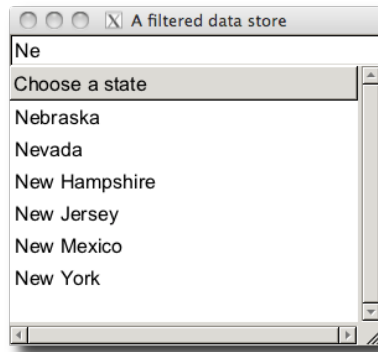 A filtered data store
Ne
Choose a state
Nebraska
Nevada
New Hampshire
New Jersey
New Mexico
New York